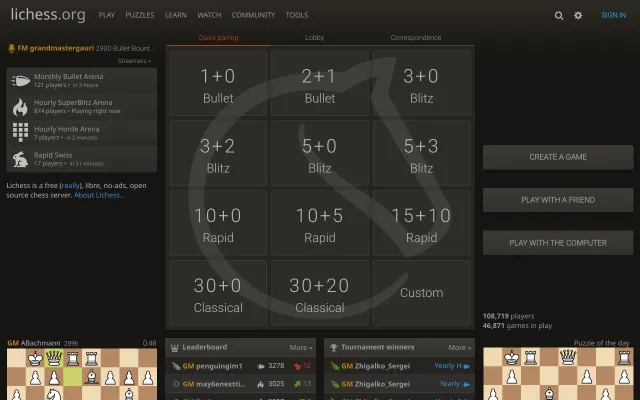 lichess.org PLAY PUZZLES LEARN WATCH COMMUNITY TOOLS SIGN IN
FM grandmastergauri 2900 Bullet Bount...
Streamers »
Monthly Bullet Arena
121 players • in 3 hours
Hourly SuperBlitz Arena
874 players • Playing right now
Hourly Horde Arena
7 players • in 2 minutes
Rapid Swiss
17 players • in 31 minutes
Lichess is a free (really), libre, no-ads, open
source chess server. About Lichess...
Quick pairing Lobby Correspondence
1+0
Bullet
2+1
Bullet
3+0
Blitz
3+2
Blitz
5+0
Blitz
5+3
Blitz
10+0
Rapid
10+5
Rapid
15+10
Rapid
30+0
Classical
30+20
Classical
Custom
CREATE A GAME
PLAY WITH A FRIEND
PLAY WITH THE COMPUTER
108,719 players
46,871 games in play
GM ABachmann 2896 0:48
Leaderboard More »
GM penguingim1 3278 12
GM may6enextti... 3025 13
Tournament winners More »
GM Zhigalko_Sergei Yearly H
GM Zhigalko_Sergei Yearly
Puzzle of the day